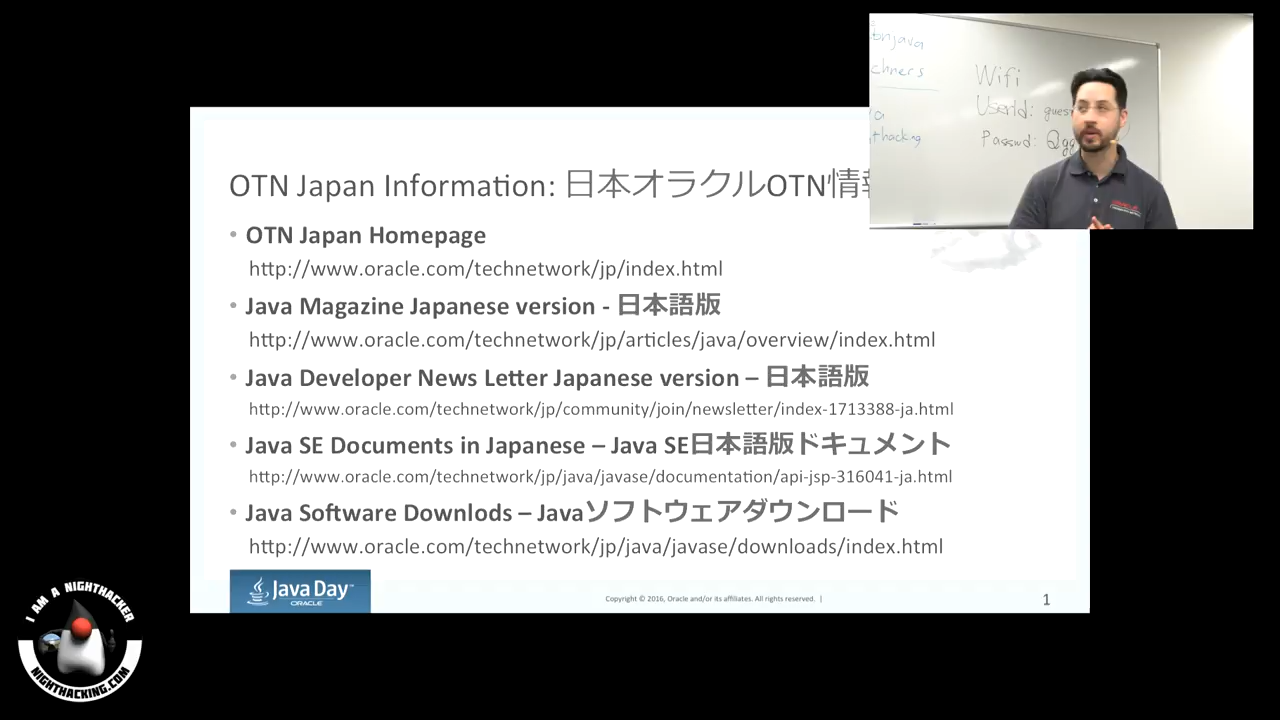 OTN Japan Information: 日本オラクルOTN情
• OTN Japan Homepage
http://www.oracle.com/technetwork/jp/index.html
• Java Magazine Japanese version - 日本語版
http://www.oracle.com/technetwork/jp/articles/java/overview/index.html
• Java Developer News Letter Japanese version – 日本語版
http://www.oracle.com/technetwork/jp/community/join/newsletter/index-1713388-ja.html
• Java SE Documents in Japanese – Java SE日本語版ドキュメント
http://www.oracle.com/technetwork/jp/java/javase/documentation/api-jsp-316041-ja.html
• Java Software Downlods – Javaソフトウェアダウンロード
http://www.oracle.com/technetwork/jp/java/javase/downloads/index.html
Java Day™
ORACLE
Copyright © 2016, Oracle and/or its affiliates. All rights reserved. |
1
Wifi
UserId:
Passwd:
ORACLE
I AM A NIGHTHACKER
NIGHTHACKING.COM